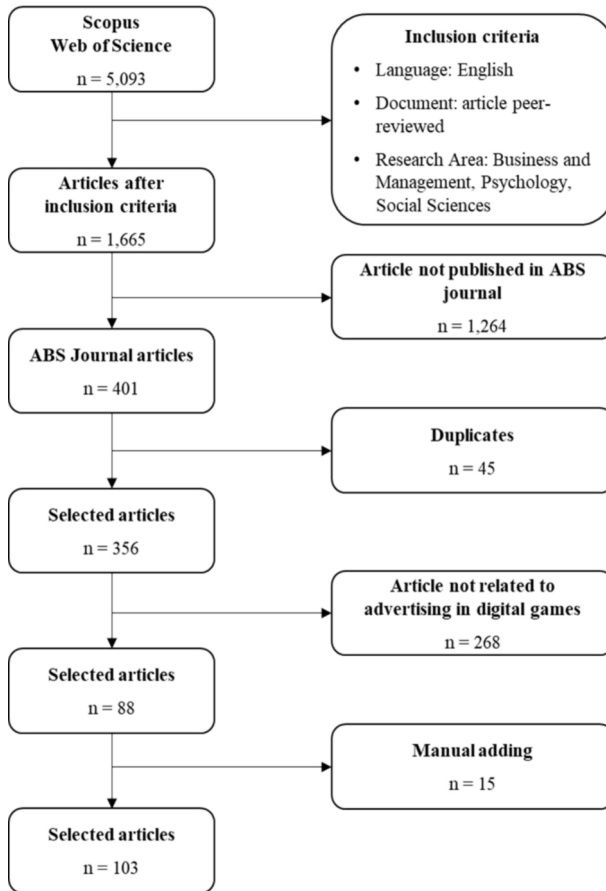 Scopus
Web of Science
n = 5,093
Inclusion criteria
• Language: English
• Document: article peer-
reviewed
• Research Area: Business and
Management, Psychology,
Social Sciences
Articles after
inclusion criteria
n = 1,665
Article not published in ABS
journal
n = 1,264
ABS Journal articles
n = 401
Duplicates
n = 45
Selected articles
n = 356
Article not related to
advertising in digital games
n = 268
Selected articles
n = 88
Manual adding
n = 15
Selected articles
n = 103